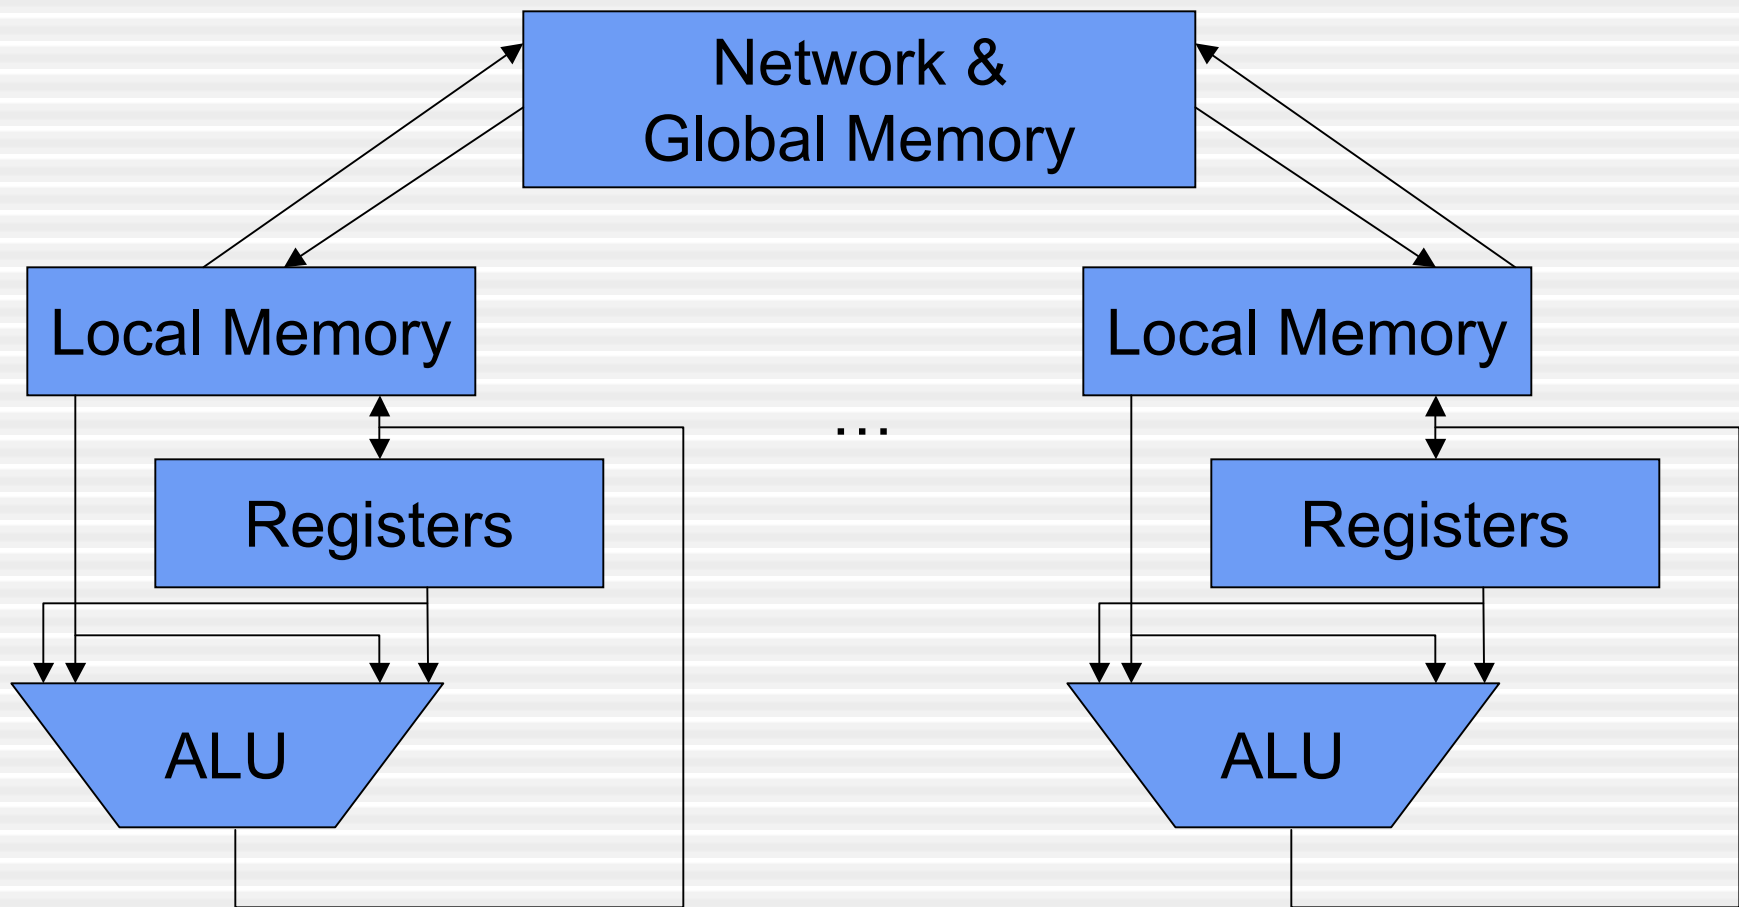 Network &
Global Memory
Local Memory
Local Memory
...
Registers
Registers
ALU
ALU